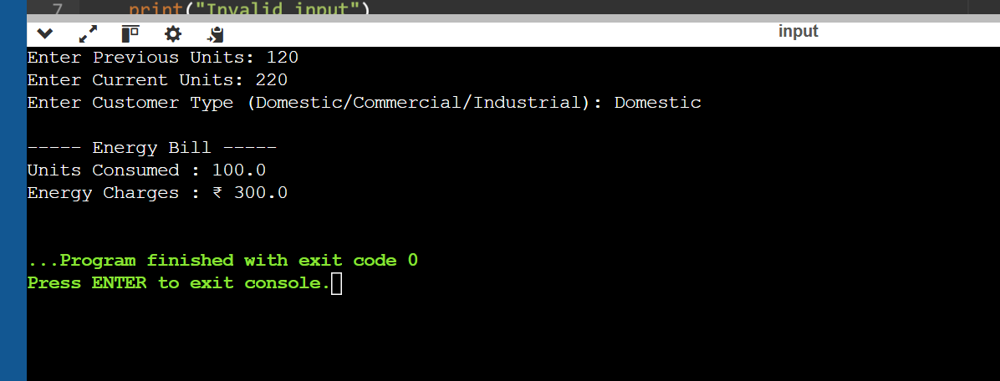 7 print("Invalid input")
input
Enter Previous Units: 120
Enter Current Units: 220
Enter Customer Type (Domestic/Commercial/Industrial): Domestic
----- Energy Bill -----
Units Consumed : 100.0
Energy Charges : ₹ 300.0
...Program finished with exit code 0
Press ENTER to exit console.